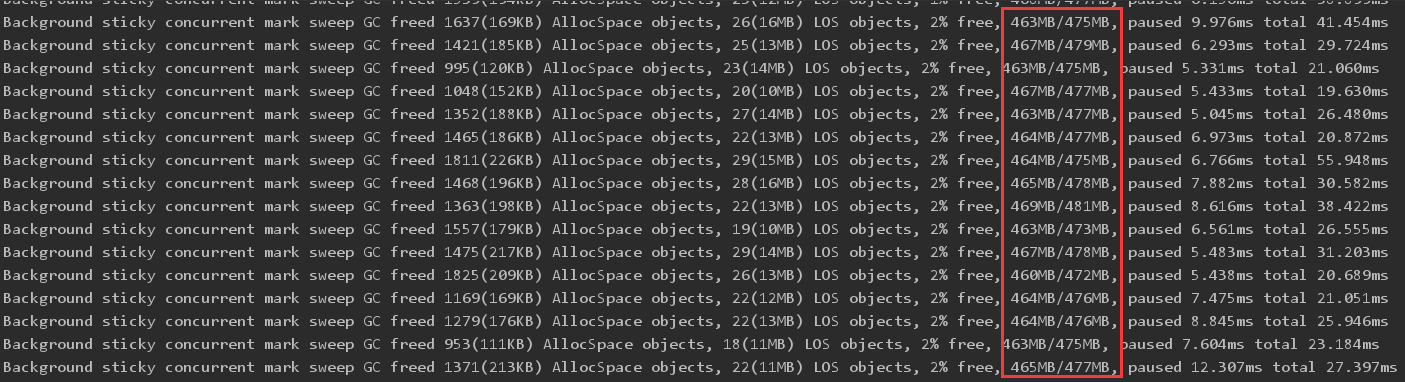 Background sticky concurrent mark sweep GC freed 1637(169KB) AllocSpace objects, 26(16MB) LOS objects, 2% free, 463MB/475MB, paused 9.976ms total 41.454ms
Background sticky concurrent mark sweep GC freed 1421(185KB) AllocSpace objects, 25(13MB) LOS objects, 2% free, 467MB/479MB, paused 6.293ms total 29.724ms
Background sticky concurrent mark sweep GC freed 995(120KB) AllocSpace objects, 23(14MB) LOS objects, 2% free, 463MB/475MB, paused 5.331ms total 21.060ms
Background sticky concurrent mark sweep GC freed 1048(152KB) AllocSpace objects, 20(10MB) LOS objects, 2% free, 467MB/477MB, paused 5.433ms total 19.630ms
Background sticky concurrent mark sweep GC freed 1352(188KB) AllocSpace objects, 27(14MB) LOS objects, 2% free, 463MB/477MB, paused 5.045ms total 26.480ms
Background sticky concurrent mark sweep GC freed 1465(186KB) AllocSpace objects, 22(13MB) LOS objects, 2% free, 464MB/477MB, paused 6.973ms total 20.872ms
Background sticky concurrent mark sweep GC freed 1811(226KB) AllocSpace objects, 29(15MB) LOS objects, 2% free, 464MB/475MB, paused 6.766ms total 55.948ms
Background sticky concurrent mark sweep GC freed 1468(196KB) AllocSpace objects, 28(16MB) LOS objects, 2% free, 465MB/478MB, paused 7.882ms total 30.582ms
Background sticky concurrent mark sweep GC freed 1363(198KB) AllocSpace objects, 22(13MB) LOS objects, 2% free, 469MB/481MB, paused 8.616ms total 38.422ms
Background sticky concurrent mark sweep GC freed 1557(179KB) AllocSpace objects, 19(10MB) LOS objects, 2% free, 463MB/473MB, paused 6.561ms total 26.555ms
Background sticky concurrent mark sweep GC freed 1475(217KB) AllocSpace objects, 29(14MB) LOS objects, 2% free, 467MB/478MB, paused 5.483ms total 31.203ms
Background sticky concurrent mark sweep GC freed 1825(209KB) AllocSpace objects, 26(13MB) LOS objects, 2% free, 460MB/472MB, paused 5.438ms total 20.689ms
Background sticky concurrent mark sweep GC freed 1169(169KB) AllocSpace objects, 22(12MB) LOS objects, 2% free, 464MB/476MB, paused 7.475ms total 21.051ms
Background sticky concurrent mark sweep GC freed 1279(176KB) AllocSpace objects, 22(13MB) LOS objects, 2% free, 464MB/476MB, paused 8.845ms total 25.946ms
Background sticky concurrent mark sweep GC freed 953(111KB) AllocSpace objects, 18(11MB) LOS objects, 2% free, 463MB/475MB, paused 7.604ms total 23.184ms
Background sticky concurrent mark sweep GC freed 1371(213KB) AllocSpace objects, 22(11MB) LOS objects, 2% free, 465MB/477MB, paused 12.307ms total 27.397ms